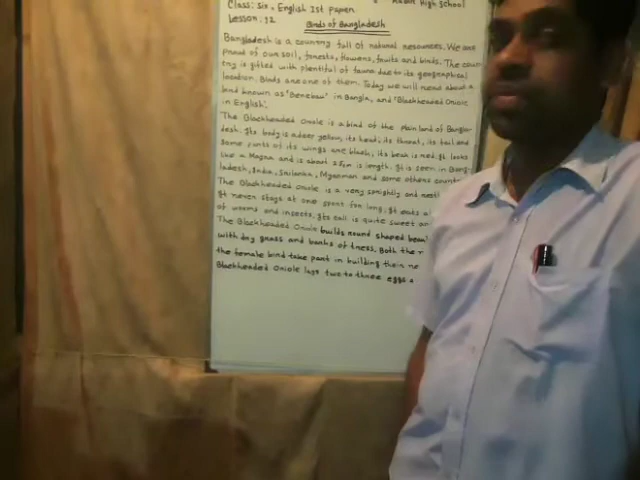 Class: Six, English 1st Paper High School
Lesson: 12
Birds of Bangladesh
Bangladesh is a country full of natural resources. We are
proud of our soil, forests, flowers, fruits and birds. The coun-
try is gifted with plentiful of fauna due to its geographical
location. Birds are one of them. Today we will read about a
bird known as 'Benebau' in Bangla, and 'Blackheaded Oriole
in English'.
The Blackheaded Oriole is a bird of the plain land of Bangla-
desh. Its body is a deep yellow, its head, its throat, its tail and
some parts of its wings are black, its beak is red. It looks
like a Mayna and is about 25cm is length. It is seen in Bang-
ladesh, India, Srilanka, Myanmar and some others
The Blackheaded Oriole is a very sprightly and
It never stays at one for long. It eats
of worms and insects. Its call is quite sweet
The Blackheaded Oriole builds round shaped
with dry grass and barks of trees. Both the
the female bird take part in building their
Blackheaded Oriole lays two to three eggs